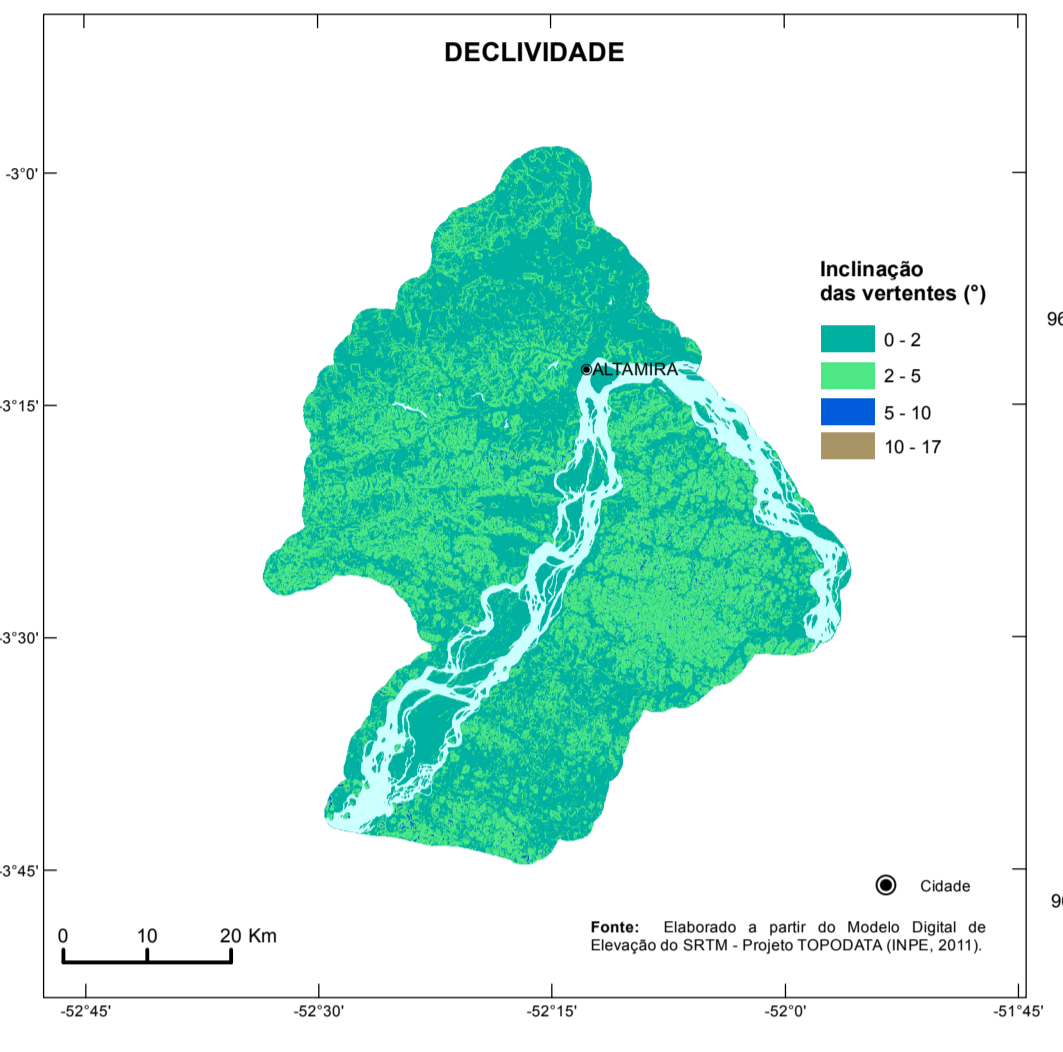 DECLIVIDADE
-3°0'
Inclinação
das vertentes (°)
96
0 - 2
2 - 5
ALTAMIRA
-3°15'
5 - 10
10 - 17
-3°30'
-3°45'
Cidade
9
Fonte: Elaborado a partir do Modelo Digital de
Elevação do SRTM - Projeto TOPODATA (INPE, 2011).
0 10 20 Km
-52°45' -52°30' -52°15' -52°0' -51°45'